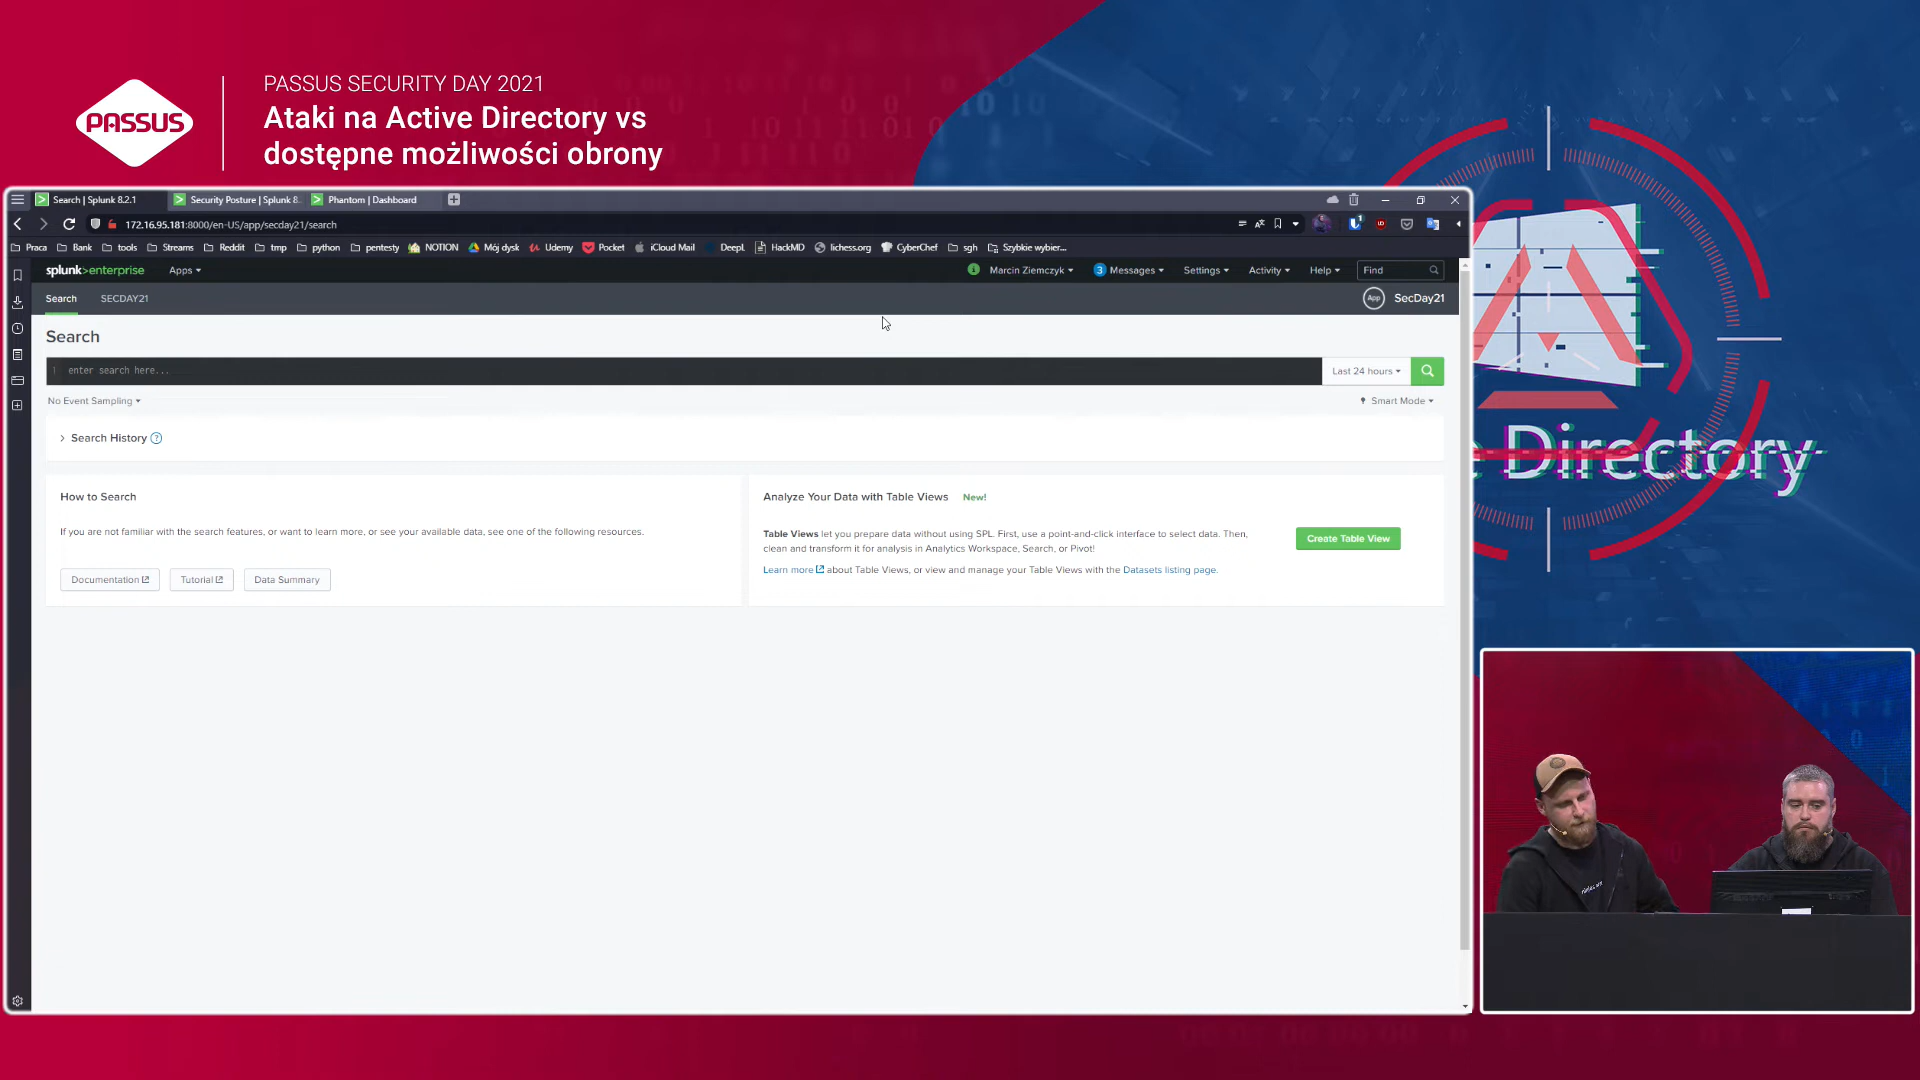 PASSUS
PASSUS SECURITY DAY 2021
Ataki na Active Directory vs
dostępne możliwości obrony
Search | Splunk 8.2.1
Security Posture | Splunk 8.
Phantom | Dashboard
172.16.95.181:8000/en-US/app/secday21/search
Praca
Bank
tools
Streams
Reddit
tmp
python
pentesty
NOTION
Mój dysk
Udemy
Pocket
iCloud Mail
DeepL
HackMD
lichess.org
CyberChef
sgh
Szybkie wybier...
splunk>enterprise
Apps
Marcin Ziemczyk
3 Messages
Settings
Activity
Help
Find
Search
SECDAY21
App
SecDay21
Search
1 enter search here...
Last 24 hours
No Event Sampling
Smart Mode
Search History ?
How to Search
If you are not familiar with the search features, or want to learn more, or see your available data, see one of the following resources.
Documentation
Tutorial
Data Summary
Analyze Your Data with Table Views New!
Table Views let you prepare data without using SPL. First, use a point-and-click interface to select data. Then,
clean and transform it for analysis in Analytics Workspace, Search, or Pivot!
Learn more about Table Views, or view and manage your Table Views with the Datasets listing page.
Create Table View
e Directory